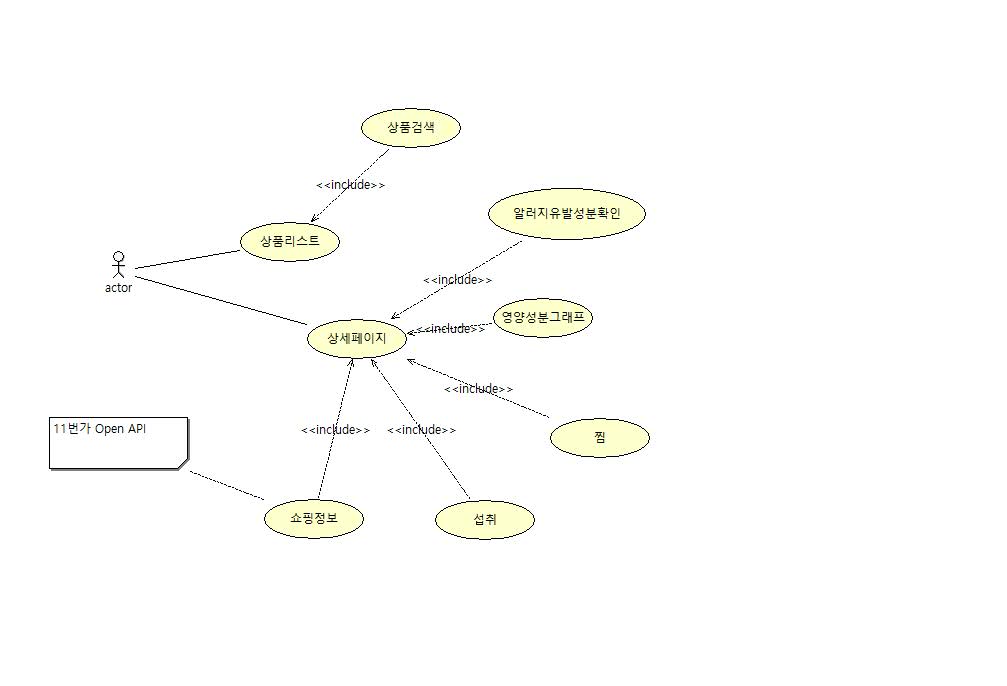 상품검색
<<include>>
알러지유발성분확인
상품리스트
actor
<<include>>
영양성분그래프
<<include>>
상세페이지
<<include>>
11번가 Open API
<<include>>
<<include>>
찜
쇼핑정보
섭취